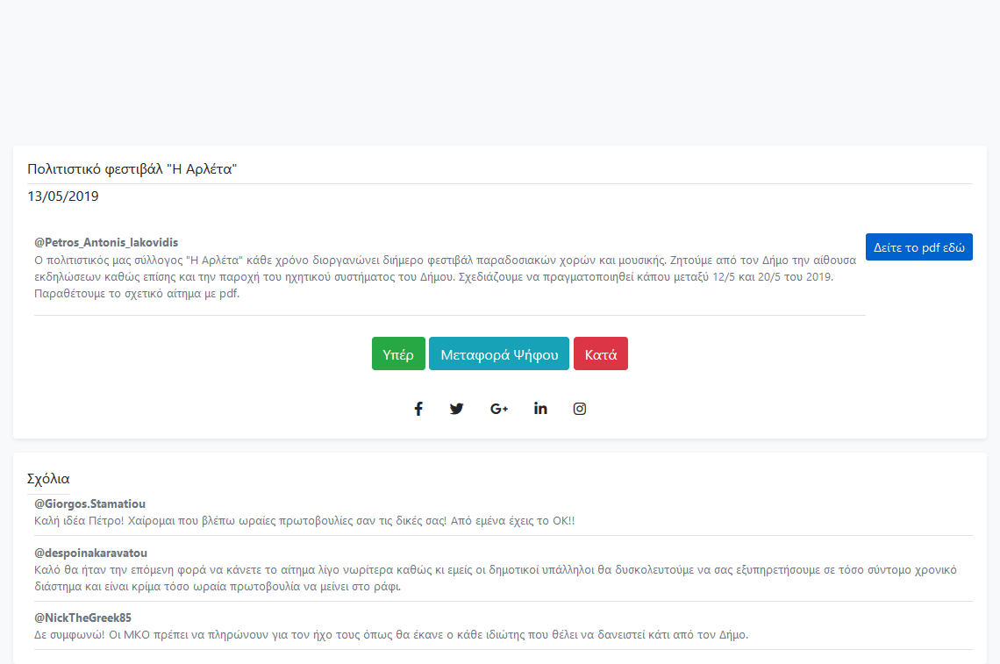 Πολιτιστικό φεστιβάλ "Η Αρλέτα"
13/05/2019
@Petros_Antonis_Iakovidis
Ο πολιτιστικός μας σύλλογος "Η Αρλέτα" κάθε χρόνο διοργανώνει διήμερο φεστιβάλ παραδοσιακών χορών και μουσικής. Ζητούμε από τον Δήμο την αίθουσα
εκδηλώσεων καθώς επίσης και την παροχή του ηχητικού συστήματος του Δήμου. Σχεδιάζουμε να πραγματοποιηθεί κάπου μεταξύ 12/5 και 20/5 του 2019.
Παραθέτουμε το σχετικό αίτημα με pdf.
Δείτε το pdf εδώ
Υπέρ Μεταφορά Ψήφου Κατά
Σχόλια
@Giorgos.Stamatiou
Καλή ιδέα Πέτρο! Χαίρομαι που βλέπω ωραίες πρωτοβουλίες σαν τις δικές σας! Από εμένα έχεις το ΟΚ!!
@despoinakaravatou
Καλό θα ήταν την επόμενη φορά να κάνετε το αίτημα λίγο νωρίτερα καθώς κι εμείς οι δημοτικοί υπάλληλοι θα δυσκολευτούμε να σας εξυπηρετήσουμε σε τόσο σύντομο χρονικό
διάστημα και είναι κρίμα τόσο ωραία πρωτοβουλία να μείνει στο ράφι.
@NickTheGreek85
Δε συμφωνώ! Οι ΜΚΟ πρέπει να πληρώνουν για τον ήχο τους όπως θα έκανε ο κάθε ιδιώτης που θέλει να δανειστεί κάτι από τον Δήμο.